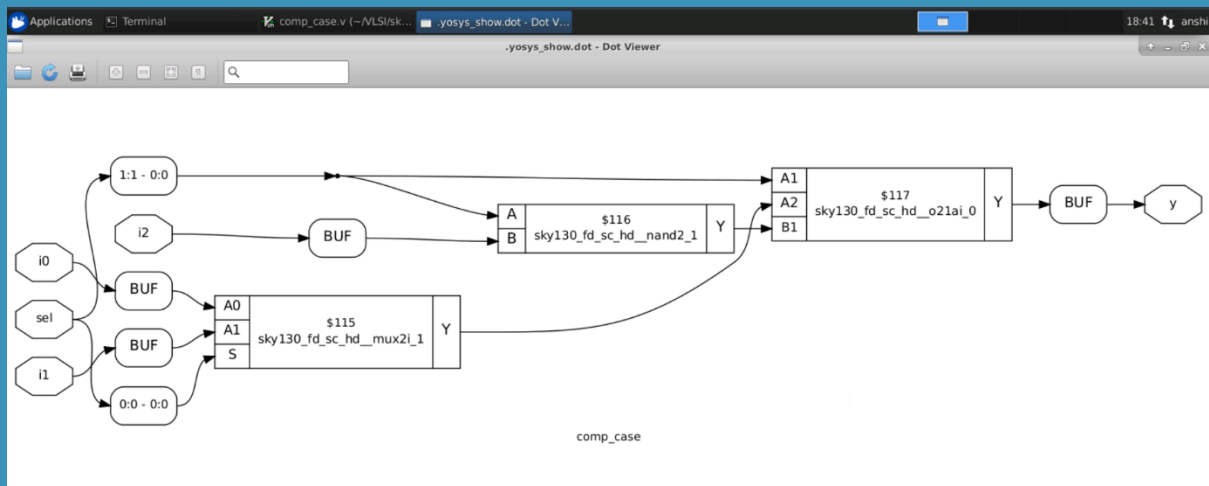 Applications
Terminal
comp_case.v (~/VLSI/sk...
.yosys_show.dot - Dot V...
18:41
anshi
.yosys_show.dot - Dot Viewer
1:1 - 0:0
i2
BUF
i0
sel
i1
BUF
BUF
0:0 - 0:0
A0
A1
S
$115
sky130_fd_sc_hd__mux2i_1
Y
A
B
$116
sky130_fd_sc_hd__nand2_1
Y
A1
A2
B1
$117
sky130_fd_sc_hd__o21ai_0
Y
BUF
y
comp_case